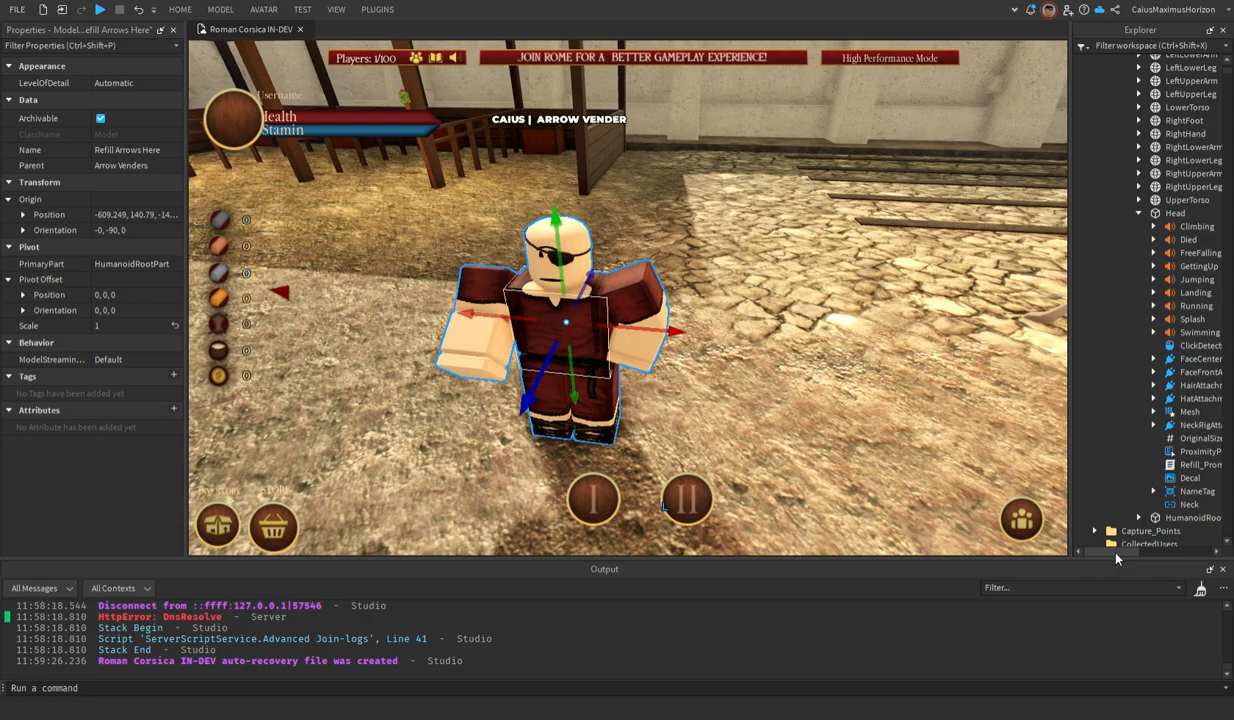 FILE
HOME
MODEL
AVATAR
TEST
VIEW
PLUGINS
CaiusMaximusHorizon
Properties - Model...efill Arrows Here"
Roman Corsica IN-DEV
Explorer
Filter Properties (Ctrl+Shift+P)
Filter workspace (Ctrl+Shift+X)
Appearance
LevelOfDetail Automatic
Data
Archivable
ClassName Model
Name Refill Arrows Here
Parent Arrow Venders
Transform
Origin
Position -609.249, 140.79, -14...
Orientation -0, -90, 0
Pivot
PrimaryPart HumanoidRootPart
Pivot Offset
Position 0, 0, 0
Orientation 0, 0, 0
Scale 1
Behavior
ModelStreamin... Default
Tags
No Tags have been added yet
Attributes
No Attribute has been added yet
Players: 1/100
JOIN ROME FOR A BETTER GAMEPLAY EXPERIENCE!
High Performance Mode
Username
Health
Stamin
CAIUS | ARROW VENDER
0
0
0
0
0
0
0
INVENTORY
STORE
I
II
LeftLowerArm
LeftLowerLeg
LeftUpperArm
LeftUpperLeg
LowerTorso
RightFoot
RightHand
RightLowerArm
RightLowerLeg
RightUpperArm
RightUpperLeg
UpperTorso
Head
Climbing
Died
FreeFalling
GettingUp
Jumping
Landing
Running
Splash
Swimming
ClickDetect
FaceCenter
FaceFrontA
HairAttachm
HatAttachm
Mesh
NeckRigAtta
OriginalSize
ProximityP
Refill_Prom
Decal
NameTag
Neck
HumanoidRoo
Capture_Points
CollectedUsers
Output
All Messages
All Contexts
Filter...
11:58:18.544 Disconnect from ::ffff:127.0.0.1|57546 - Studio
11:58:18.810 HttpError: DnsResolve - Server
11:58:18.810 Stack Begin - Studio
11:58:18.810 Script 'ServerScriptService.Advanced Join-logs', Line 41 - Studio
11:58:18.810 Stack End - Studio
11:59:26.236 Roman Corsica IN-DEV auto-recovery file was created - Studio
Run a command